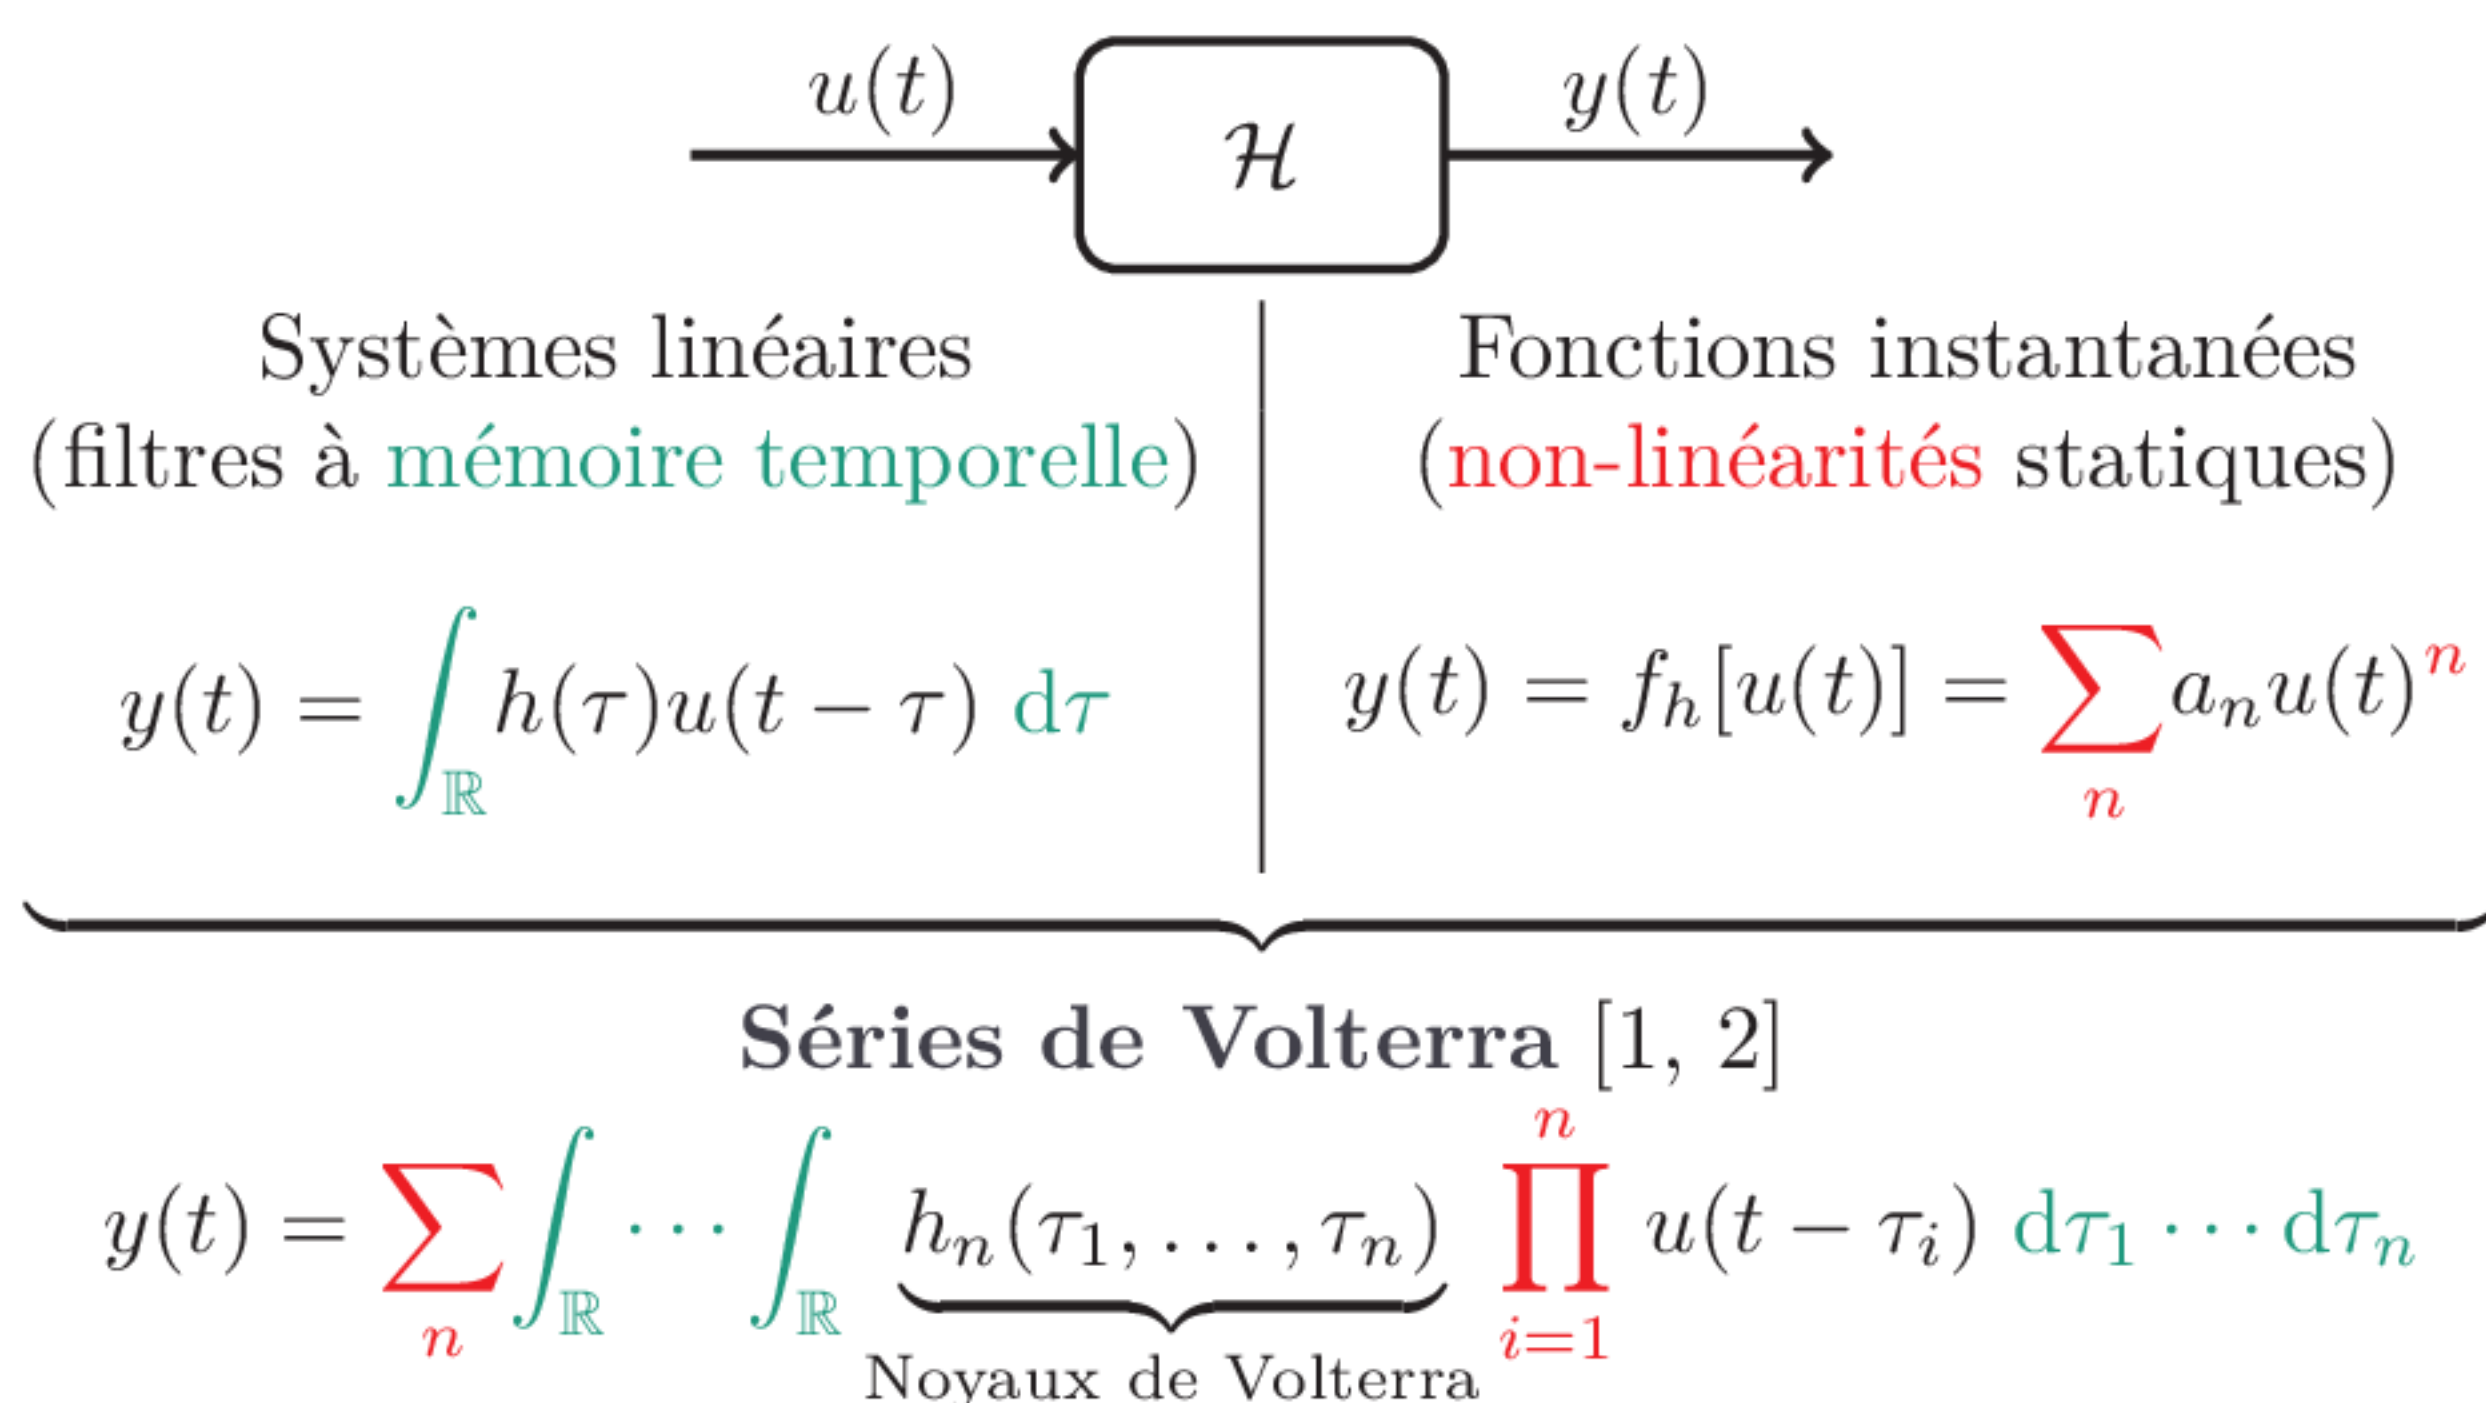 u(t) ℋ y(t)
Systèmes linéaires
(filtres à mémoire temporelle)
y(t) = ∫_ℝ h(τ)u(t − τ) dτ
Fonctions instantanées
(non-linéarités statiques)
y(t) = f_h[u(t)] = ∑_n a_n u(t)^n
Séries de Volterra [1, 2]
y(t) = ∑_n ∫_ℝ ⋯ ∫_ℝ h_n(τ_1, …, τ_n) ∏_{i=1}^n u(t − τ_i) dτ_1 ⋯ dτ_n
Noyaux de Volterra